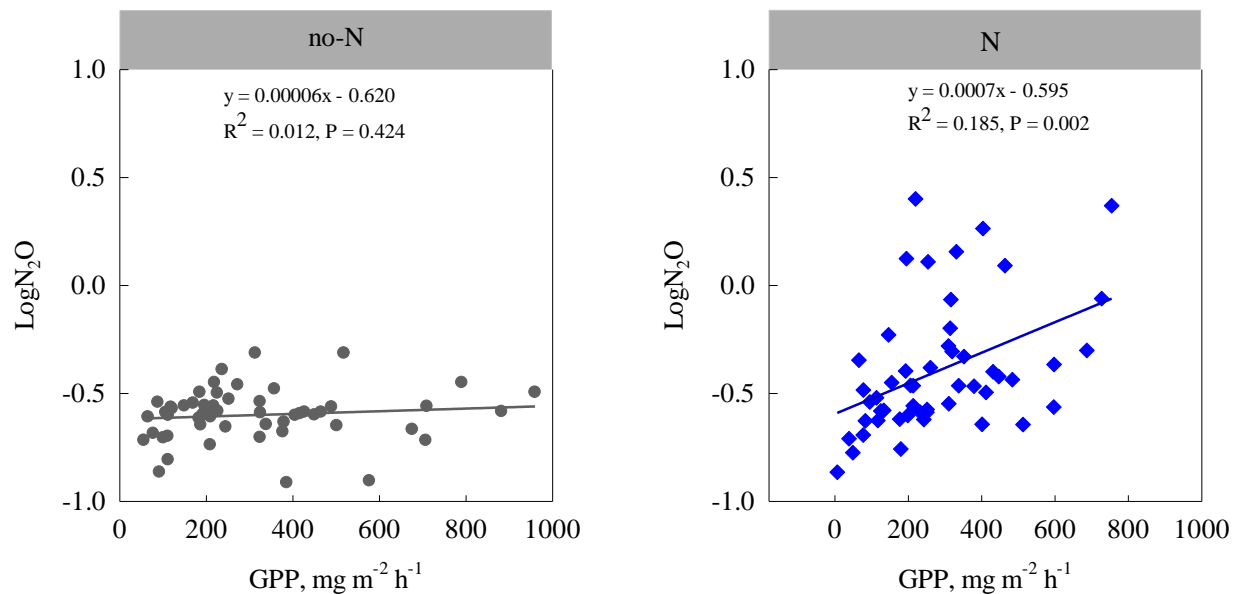 no-N
y = 0.00006x - 0.620
R² = 0.012, P = 0.424
1.0
0.5
0.0
-0.5
-1.0
LogN₂O
0 200 400 600 800 1000
GPP, mg m⁻² h⁻¹
N
y = 0.0007x - 0.595
R² = 0.185, P = 0.002
1.0
0.5
0.0
-0.5
-1.0
LogN₂O
0 200 400 600 800 1000
GPP, mg m⁻² h⁻¹